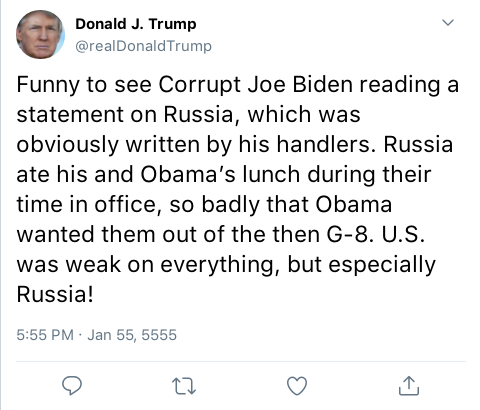 Donald J. Trump
@realDonaldTrump
Funny to see Corrupt Joe Biden reading a
statement on Russia, which was
obviously written by his handlers. Russia
ate his and Obama’s lunch during their
time in office, so badly that Obama
wanted them out of the then G-8. U.S.
was weak on everything, but especially
Russia!
5:55 PM · Jan 55, 5555